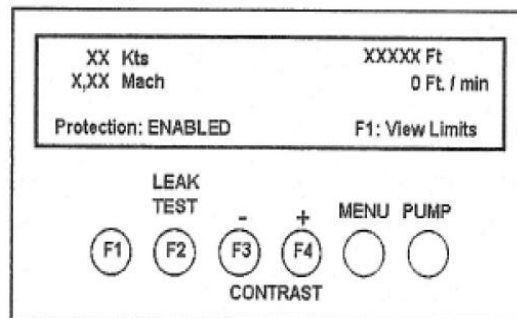 XX Kts XXXXX Ft
X,XX Mach 0 Ft. / min
Protection: ENABLED F1: View Limits
LEAK
TEST - + MENU PUMP
F1 F2 F3 F4
CONTRAST